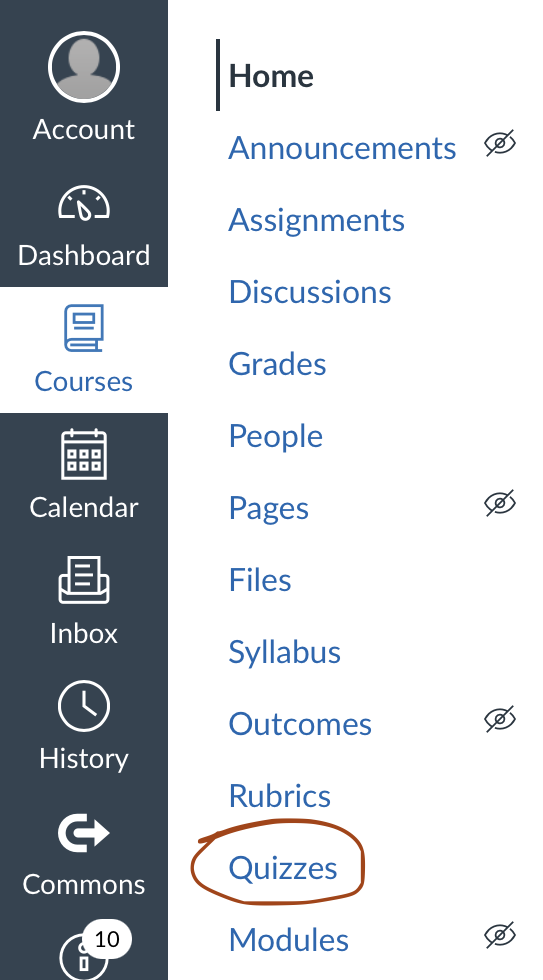 Account
Dashboard
Courses
Calendar
Inbox
History
Commons
10
Home
Announcements
Assignments
Discussions
Grades
People
Pages
Files
Syllabus
Outcomes
Rubrics
Quizzes
Modules